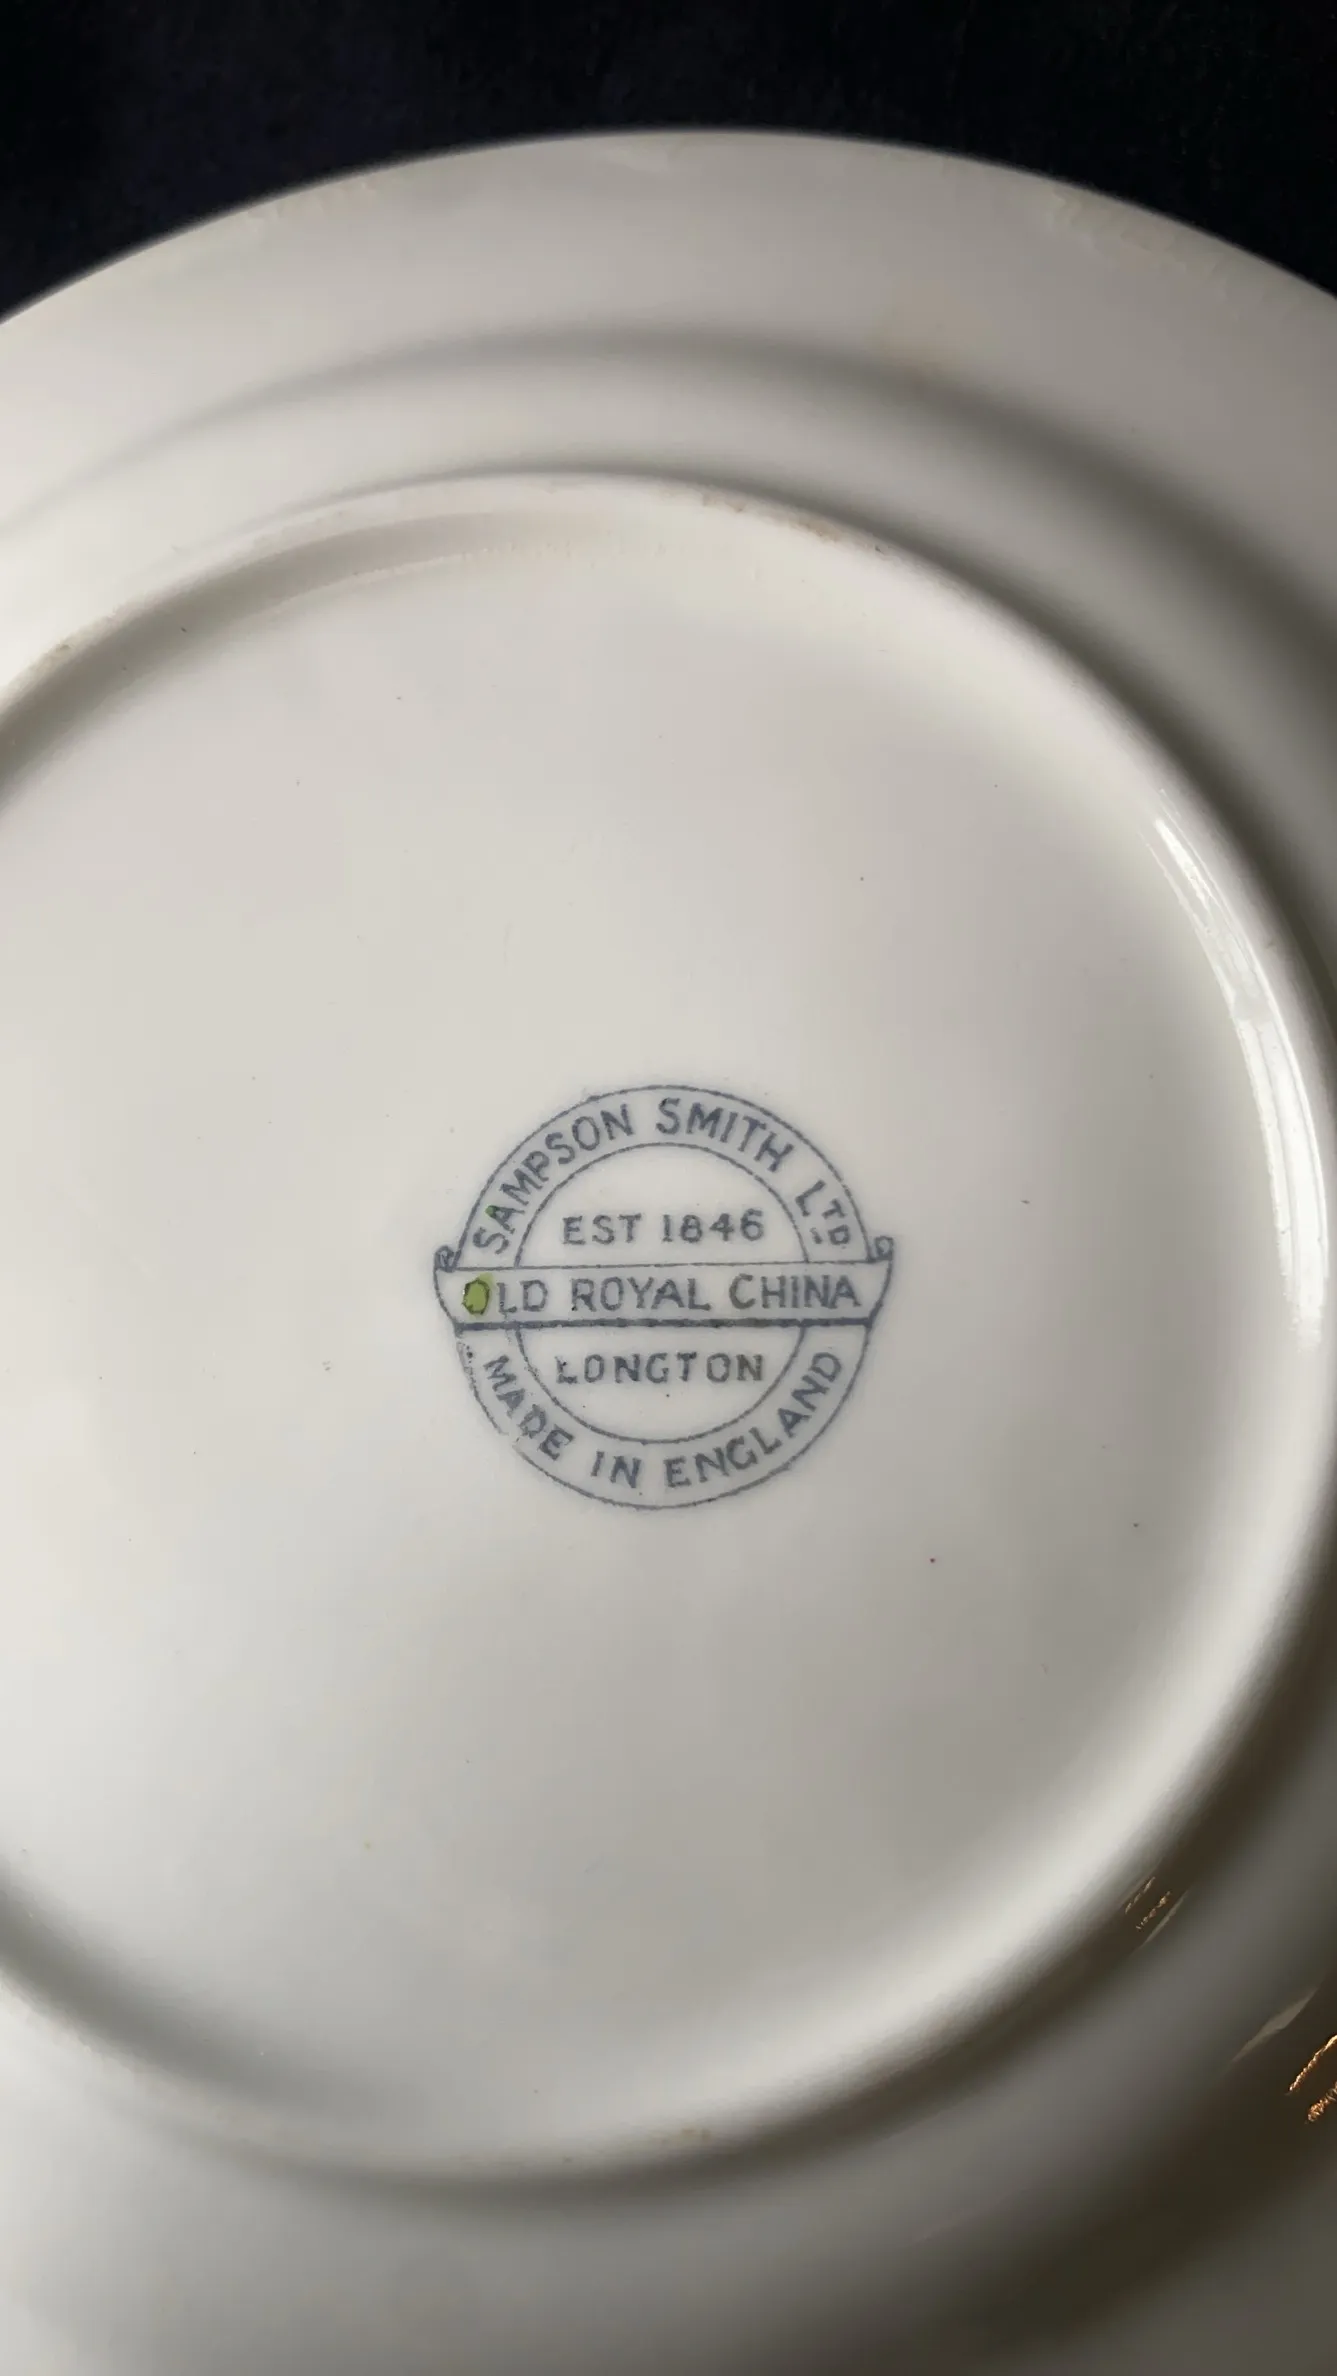 SAMPSON SMITH LTD
EST 1846
OLD ROYAL CHINA
LONGTON
MADE IN ENGLAND